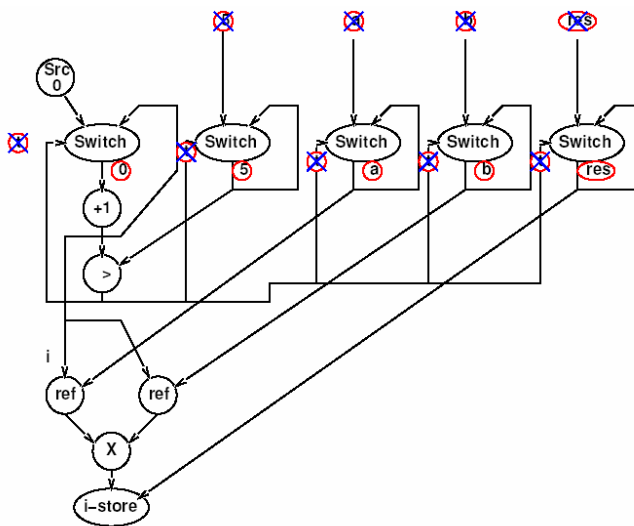 5 a b res
Src
0
Switch Switch Switch Switch Switch
0 5 a b res
+1
>
i
ref ref
X
i-store